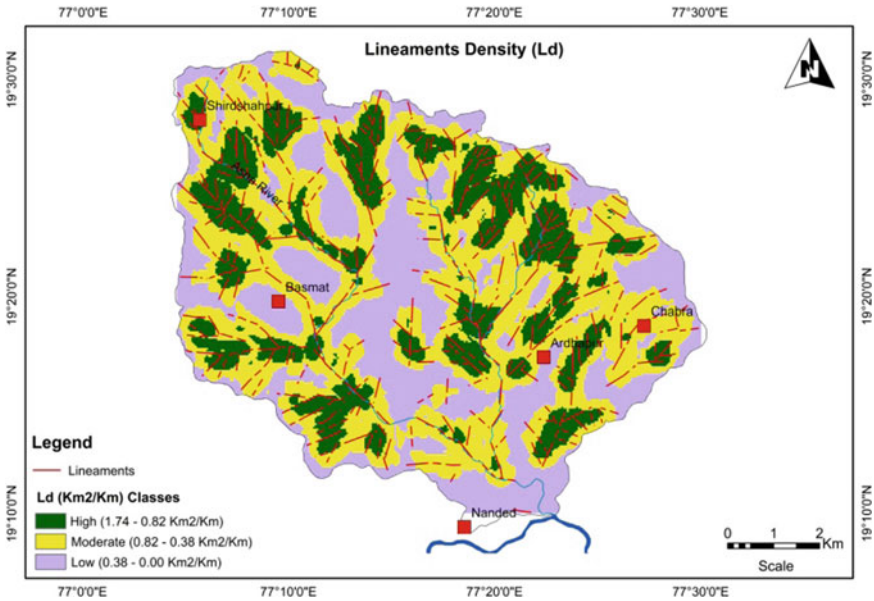 77°0'0"E 77°10'0"E 77°20'0"E 77°30'0"E
Lineaments Density (Ld)
N
19°30'0"N 19°30'0"N
Shirdshahpur
Asna River
Basmat
19°20'0"N 19°20'0"N
Chabra
Ardhapur
Legend
Lineaments
Ld (Km2/Km) Classes
High (1.74 - 0.82 Km2/Km)
Moderate (0.82 - 0.38 Km2/Km)
Low (0.38 - 0.00 Km2/Km)
19°10'0"N 19°10'0"N
Nanded
0 1 2
Km
Scale
77°0'0"E 77°10'0"E 77°20'0"E 77°30'0"E